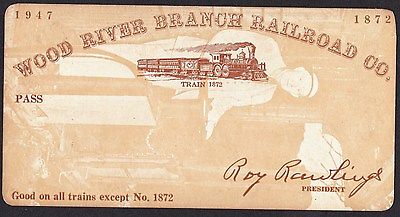 1947 1872
WOOD RIVER BRANCH RAILROAD CO.
TRAIN 1872
PASS
Roy Rawlings
PRESIDENT
Good on all trains except No. 1872